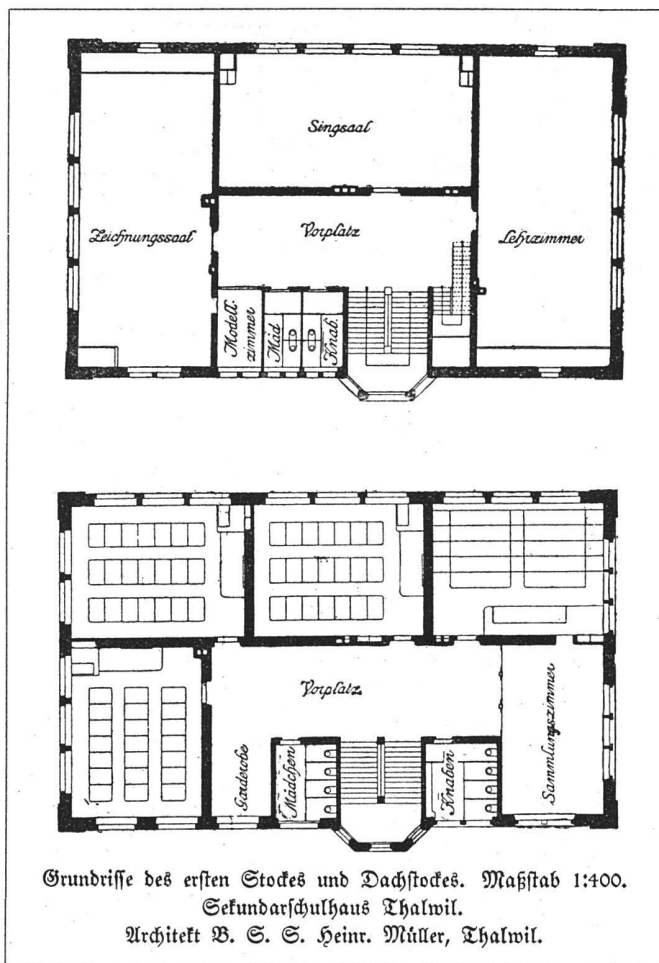 Singsaal
Zeichnungssaal
Vorplatz
Lehrzimmer
Modell-
zimmer
Mäd.
Knab.
Vorplatz
Garderobe
Mädchen
Knaben
Sammlungszimmer
Grundrisse des ersten Stockes und Dachstockes. Maßstab 1:400.
Sekundarschulhaus Thalwil.
Architekt B. S. S. Heinr. Müller, Thalwil.